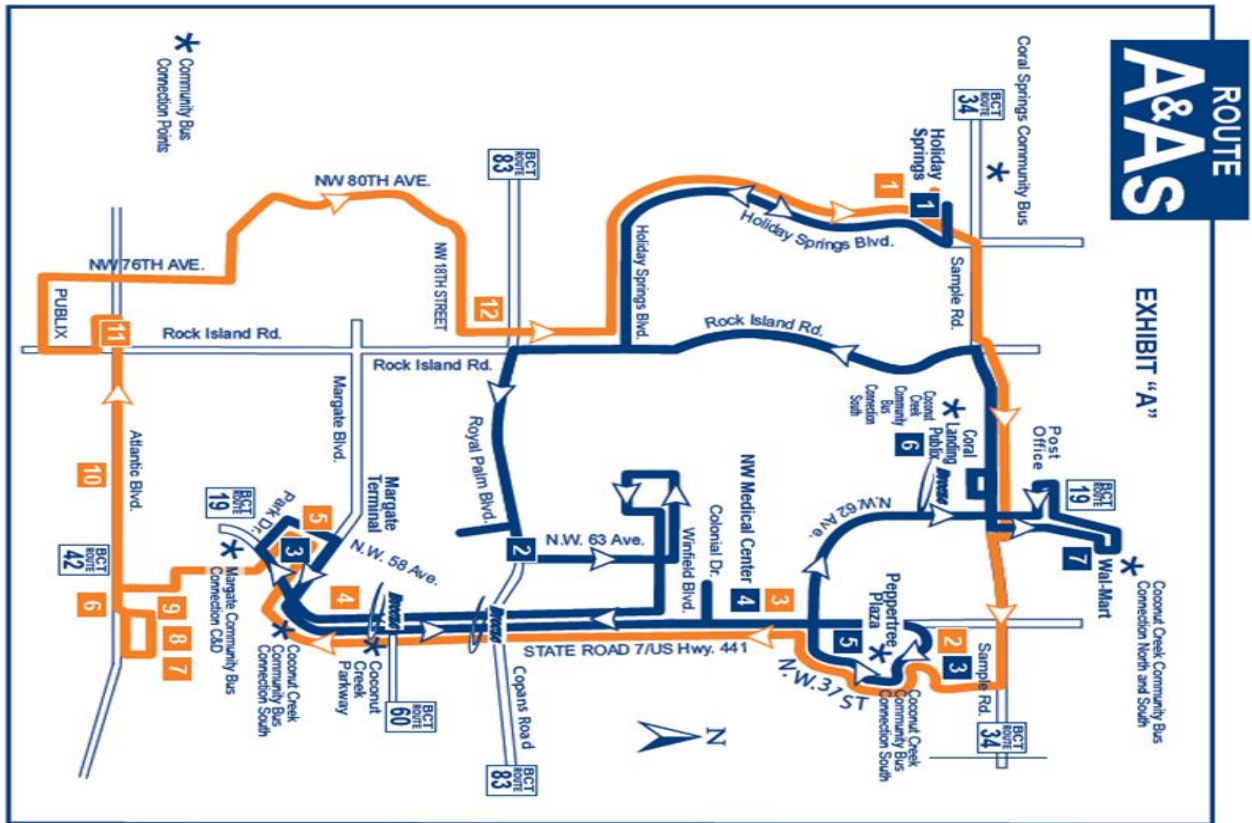 ROUTE
A&AS
EXHIBIT "A"
Coral Springs Community Bus
BCT
ROUTE
34
Holiday
Springs
1
1
Holiday Springs Blvd.
Sample Rd.
Holiday Springs Blvd.
Rock Island Rd.
Post
Office
BCT
ROUTE
19
7
Wal-Mart
Coconut Creek Community Bus
Connection North and South
Coral
Landing
Publix
Coconut
Creek
Community
Bus
Connection
South
6
Breeze
N.W. 62 Ave.
Peppertree
Plaza
5
2
3
Sample Rd.
BCT
ROUTE
34
Coconut Creek
Community Bus
Connection South
N.W.37 ST
NW Medical Center
3
4
Colonial Dr.
Winfield Blvd.
STATE ROAD 7/US Hwy. 441
N
BCT
ROUTE
83
12
NW 18TH STREET
NW 80TH AVE.
NW 76TH AVE.
Rock Island Rd.
Rock Island Rd.
Royal Palm Blvd.
2
N.W. 63 Ave.
Breeze
Copans Road
BCT
ROUTE
83
Margate Blvd.
Margate
Terminal
N.W. 58 Ave.
Park Dr.
5
3
4
Breeze
BCT
ROUTE
60
Coconut
Creek
Parkway
Coconut Creek
Community Bus
Connection South
BCT
ROUTE
19
Margate Community Bus
Connection C&D
PUBLIX
11
Atlantic Blvd.
10
BCT
ROUTE
42
6
9
8
7
Community Bus
Connection Points